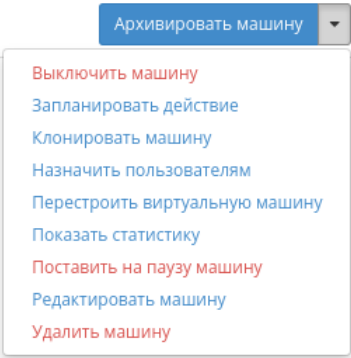 Архивировать машину
Выключить машину
Запланировать действие
Клонировать машину
Назначить пользователям
Перестроить виртуальную машину
Показать статистику
Поставить на паузу машину
Редактировать машину
Удалить машину